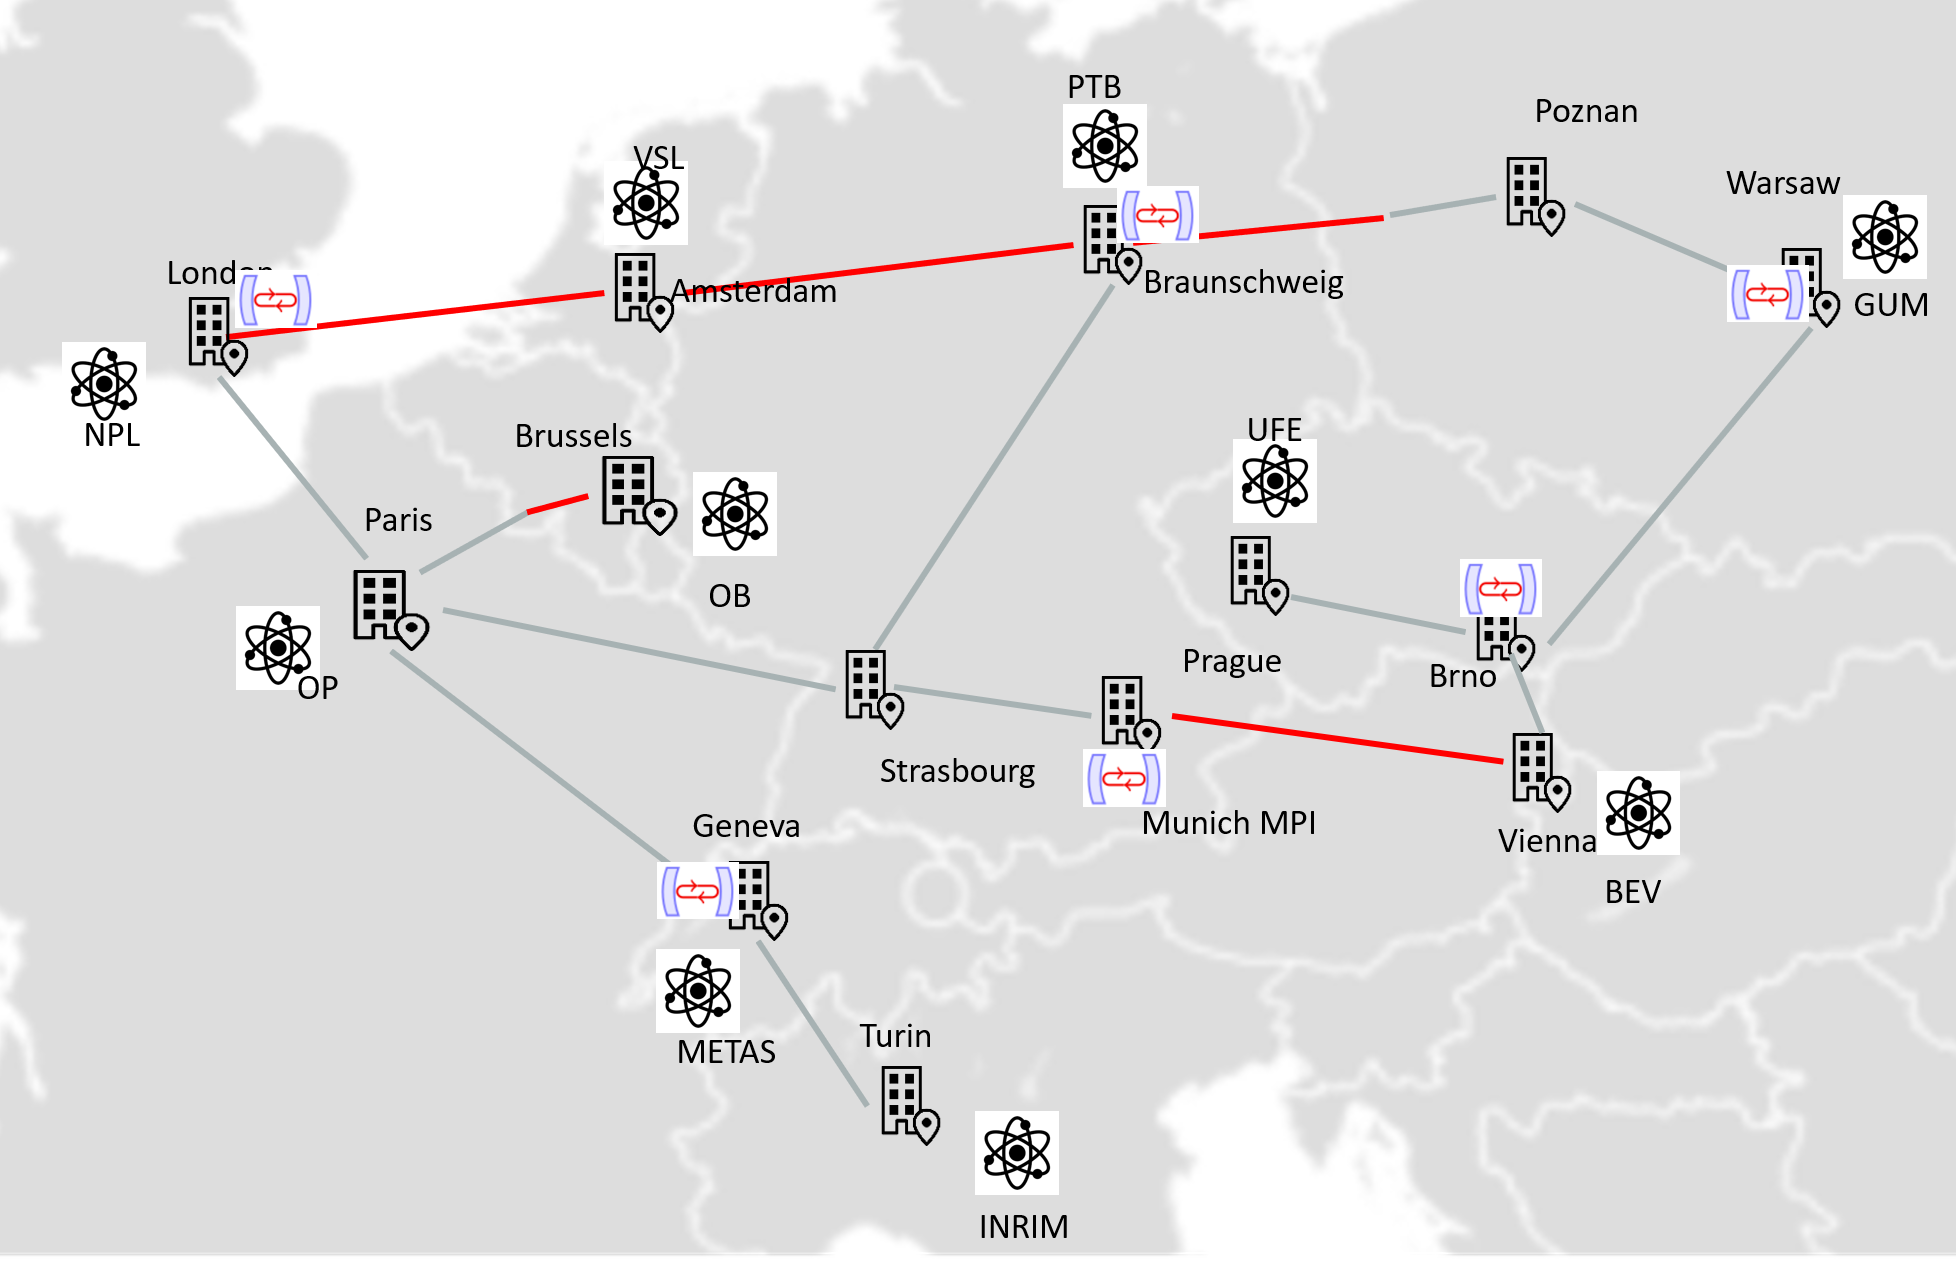 PTB
Poznan
VSL
Warsaw
London
Amsterdam
Braunschweig
GUM
NPL
Brussels
UFE
Paris
OB
Prague
Brno
OP
Strasbourg
Munich MPI
Geneva
Vienna
BEV
Turin
METAS
INRIM